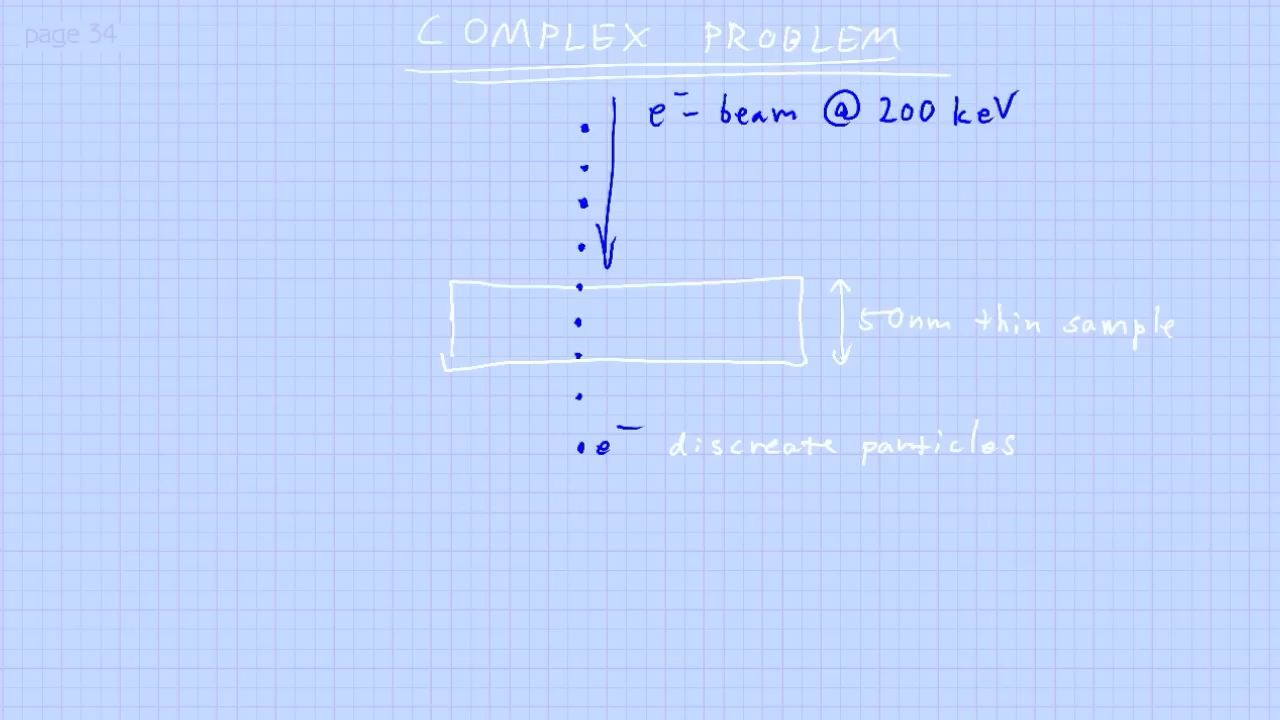 page 34
COMPLEX PROBLEM
e⁻- beam @ 200 keV
50nm thin sample
e⁻ discreate particles